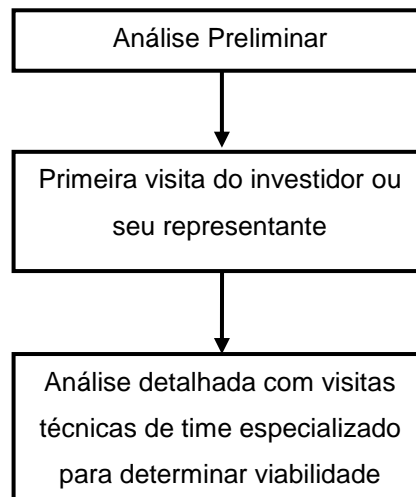 Análise Preliminar
Primeira visita do investidor ou
seu representante
Análise detalhada com visitas
técnicas de time especializado
para determinar viabilidade